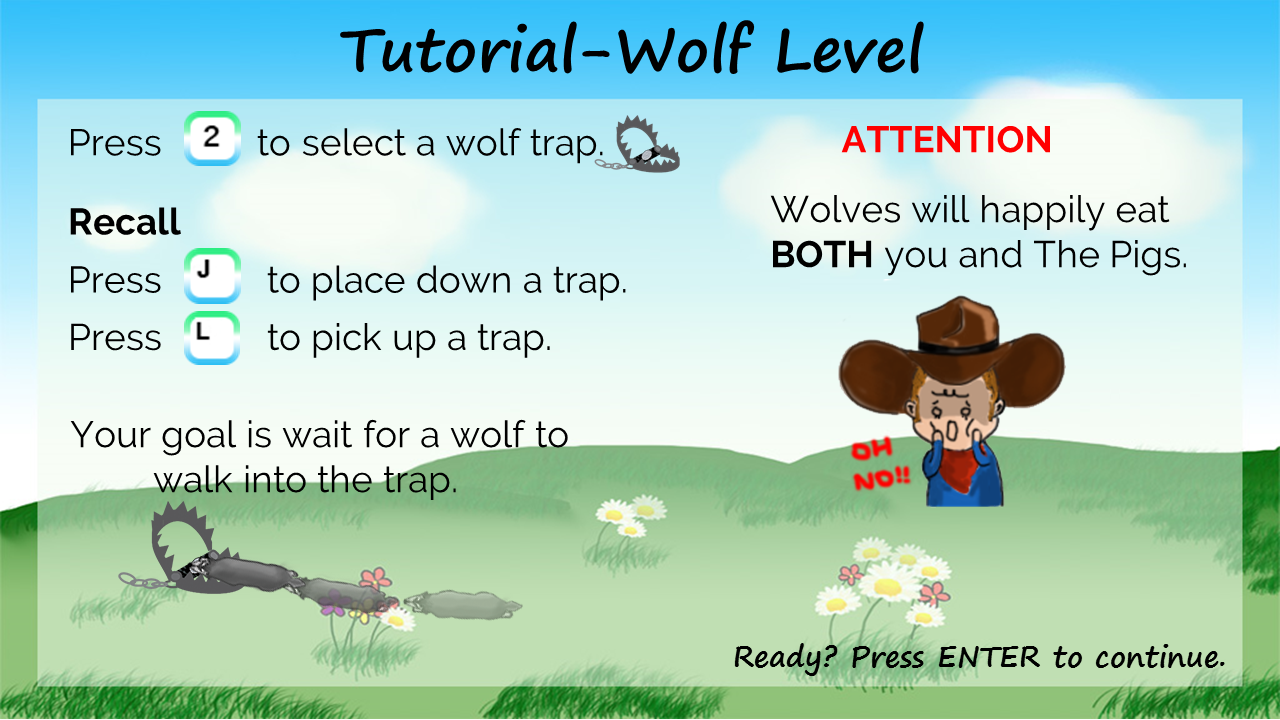 Tutorial-Wolf Level
Press 2 to select a wolf trap.
Recall
Press J to place down a trap.
Press L to pick up a trap.
Your goal is wait for a wolf to
walk into the trap.
ATTENTION
Wolves will happily eat
BOTH you and The Pigs.
OH
NO!!
Ready? Press ENTER to continue.